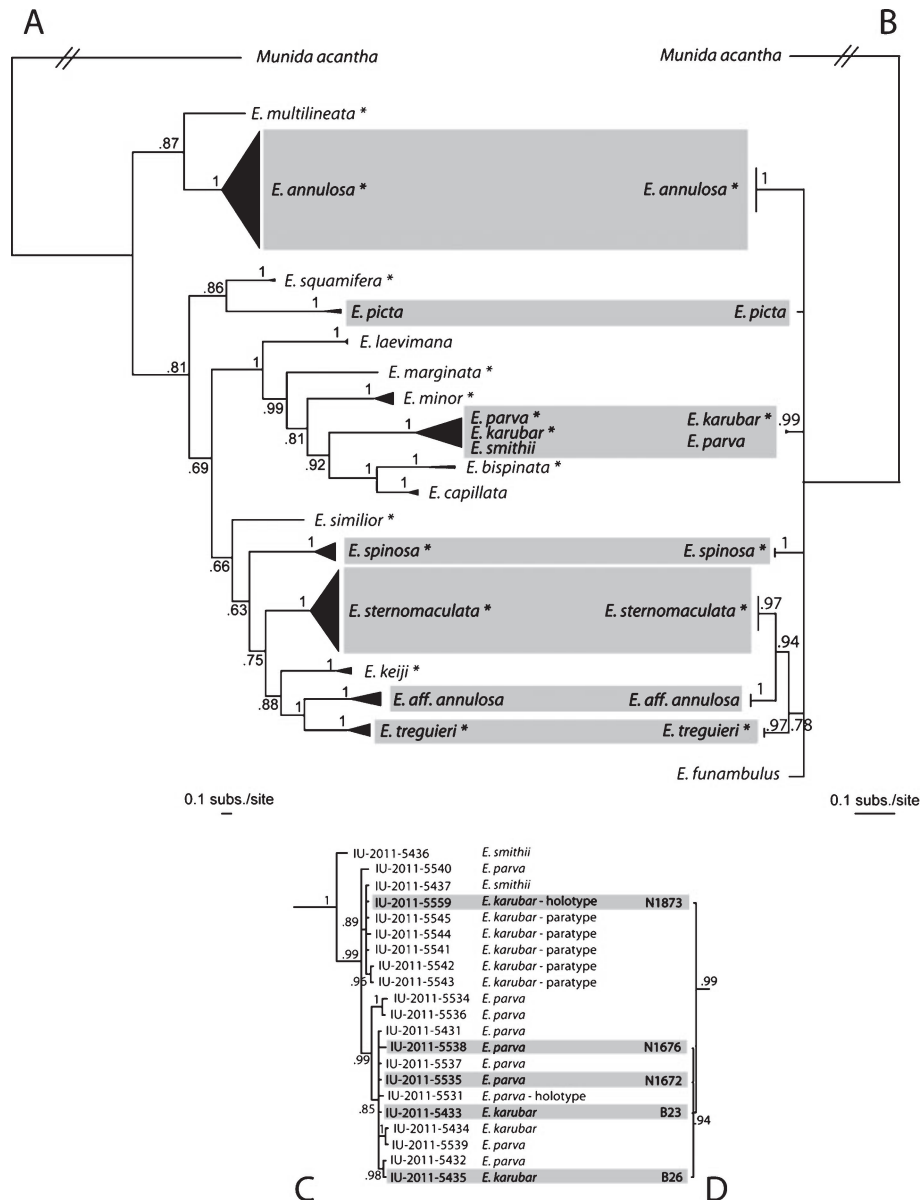 A B
Munida acantha Munida acantha
E. multilineata *
.87
1 E. annulosa * E. annulosa * 1
1 E. squamifera *
.86
1 E. picta E. picta
1 E. laevimana
.81 1
E. marginata *
.99 1 E. minor *
.81 1 E. parva * E. karubar * .99
E. karubar * E. parva
E. smithii
.92 1 1 E. bispinata *
.69
1 E. capillata
E. similior *
1 E. spinosa * E. spinosa * 1
.66
.63 1 E. sternomaculata * E. sternomaculata * .97
.94
.75 1 E. keiji *
1 E. aff. annulosa E. aff. annulosa 1
.88 1
1 E. treguieri * E. treguieri * .97 .78
E. funambulus
0.1 subs./site 0.1 subs./site
IU-2011-5436 E. smithii
IU-2011-5540 E. parva
IU-2011-5437 E. smithii
1 IU-2011-5559 E. karubar - holotype N1873
.89 IU-2011-5545 E. karubar - paratype
IU-2011-5544 E. karubar - paratype
.99 IU-2011-5541 E. karubar - paratype
IU-2011-5542 E. karubar - paratype
.96 IU-2011-5543 E. karubar - paratype .99
1 IU-2011-5534 E. parva
IU-2011-5536 E. parva
IU-2011-5431 E. parva
IU-2011-5538 E. parva N1676
.99 IU-2011-5537 E. parva
IU-2011-5535 E. parva N1672
IU-2011-5531 E. parva - holotype
.85 IU-2011-5433 E. karubar B23
.94
1 IU-2011-5434 E. karubar
IU-2011-5539 E. parva
IU-2011-5432 E. parva
.98 IU-2011-5435 E. karubar B26
C D